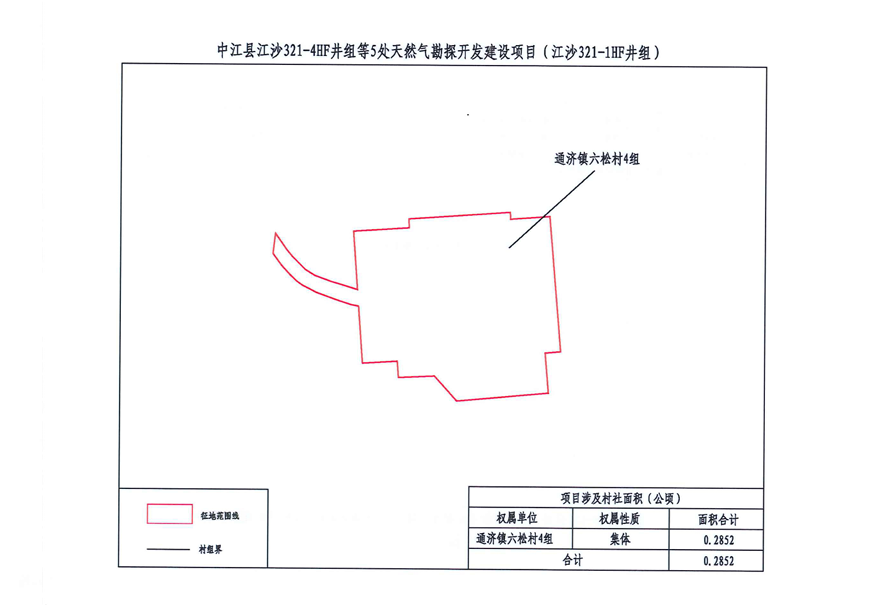 中江县江沙321-4HF井组等5处天然气勘探开发建设项目（江沙321-1HF井组）
通济镇六松村4组
征地范围线
村组界
项目涉及村社面积（公顷）
权属单位 权属性质 面积合计
通济镇六松村4组 集体 0.2852
合计 0.2852